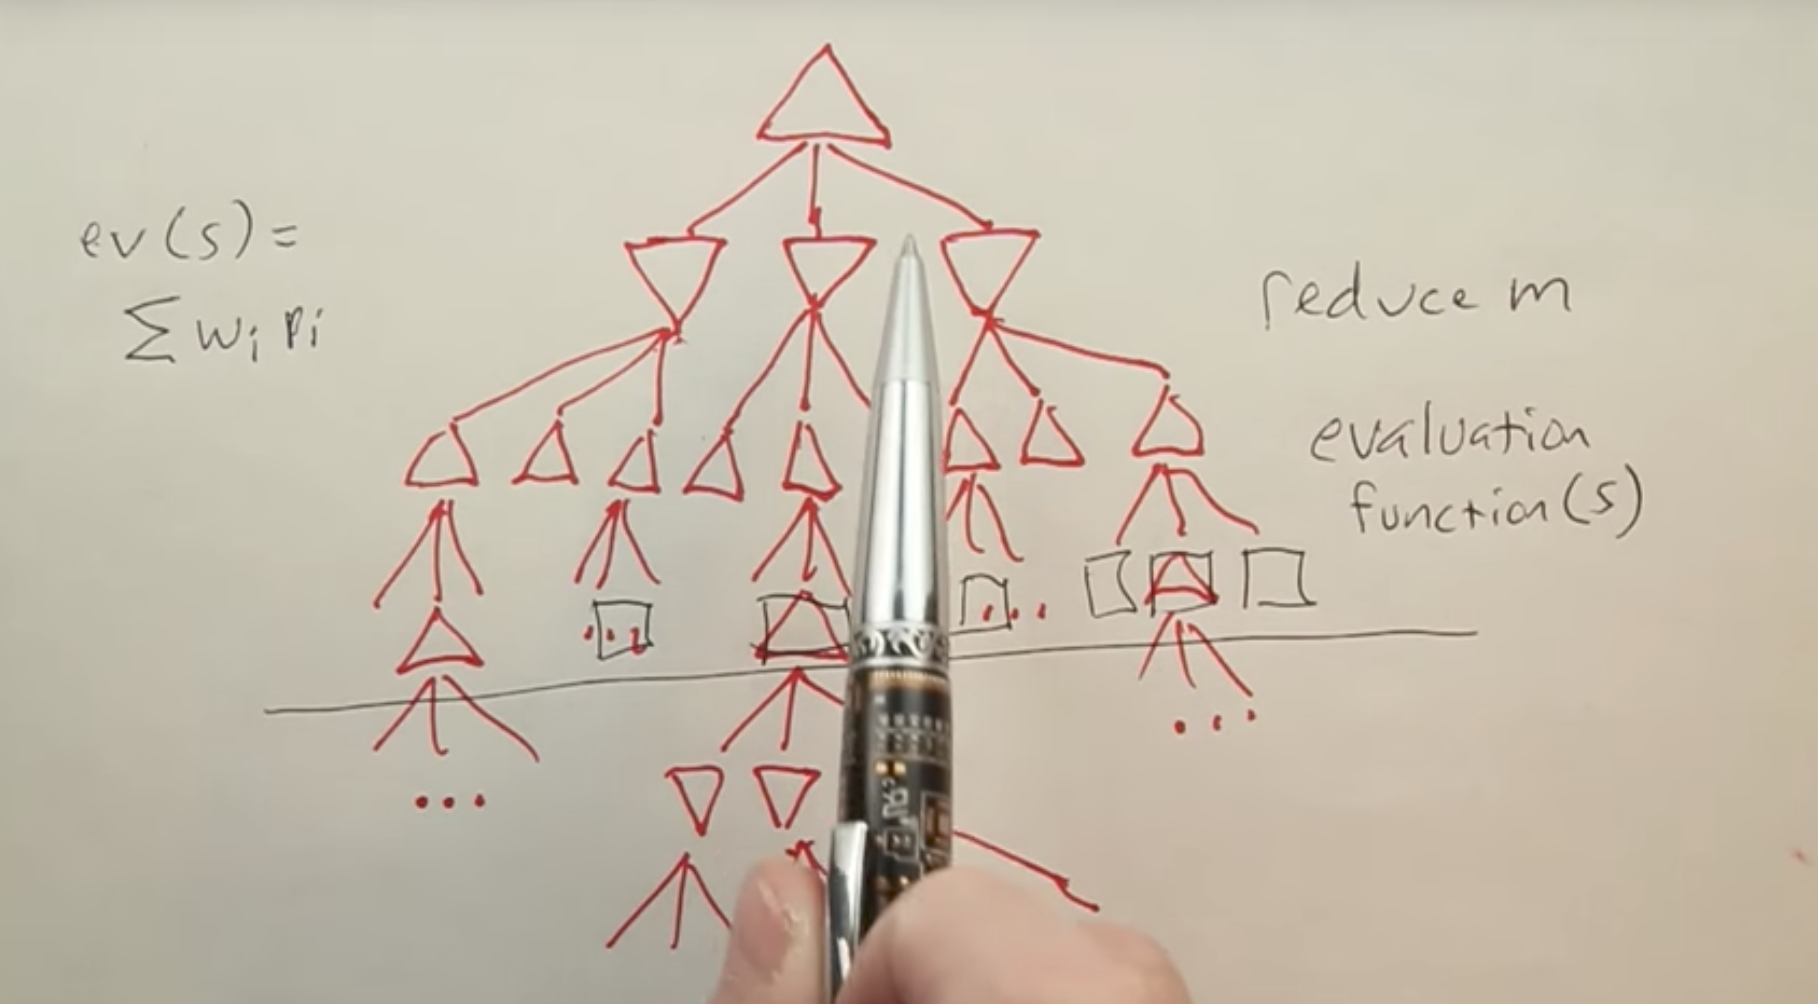 ev(s)=
Σ wi pi
reduce m
evaluation
function(s)